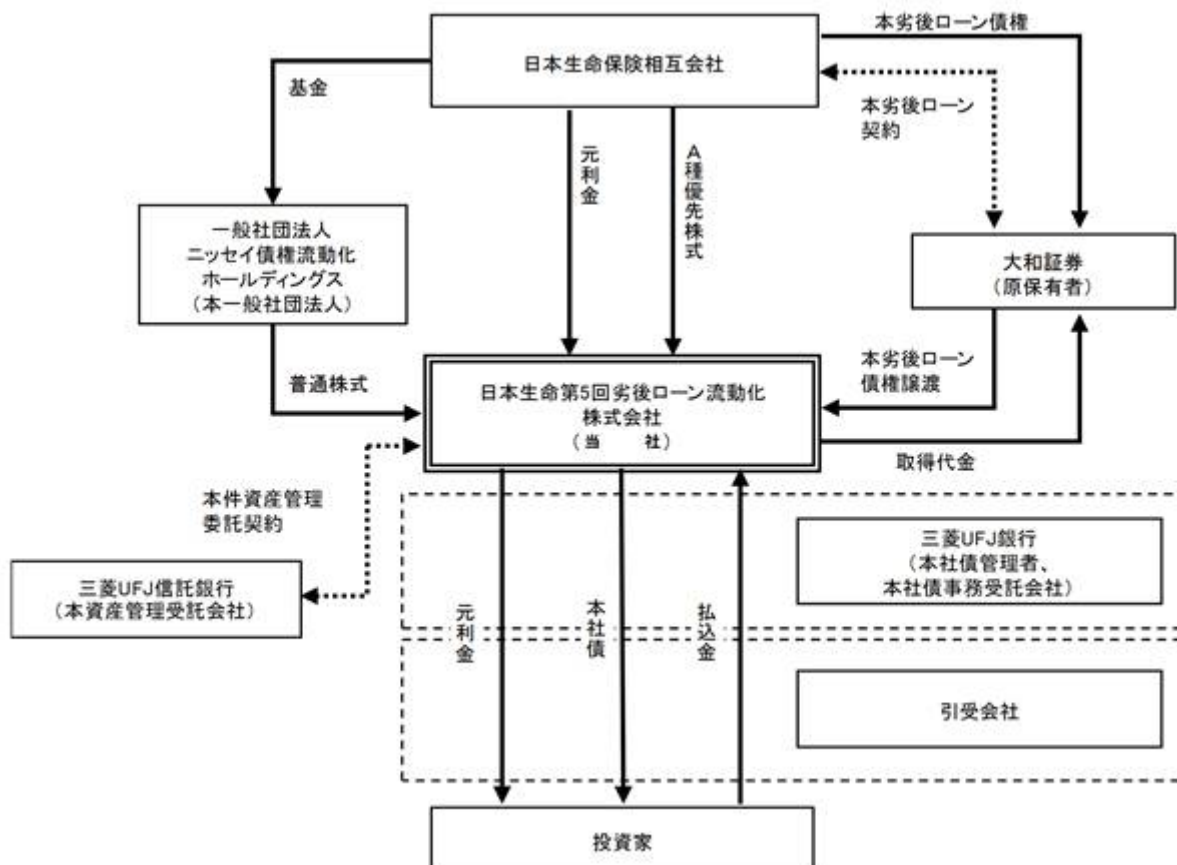 本劣後ローン債権
日本生命保険相互会社
基金
本劣後ローン
契約
元利金
A種優先株式
一般社団法人
ニッセイ債権流動化
ホールディングス
（本一般社団法人）
大和証券
（原保有者）
普通株式
本劣後ローン
債権譲渡
日本生命第5回劣後ローン流動化
株式会社
（当　社）
取得代金
本件資産管理
委託契約
三菱UFJ銀行
（本社債管理者、
本社債事務受託会社）
三菱UFJ信託銀行
（本資産管理受託会社）
元利金
本社債
払込金
引受会社
投資家